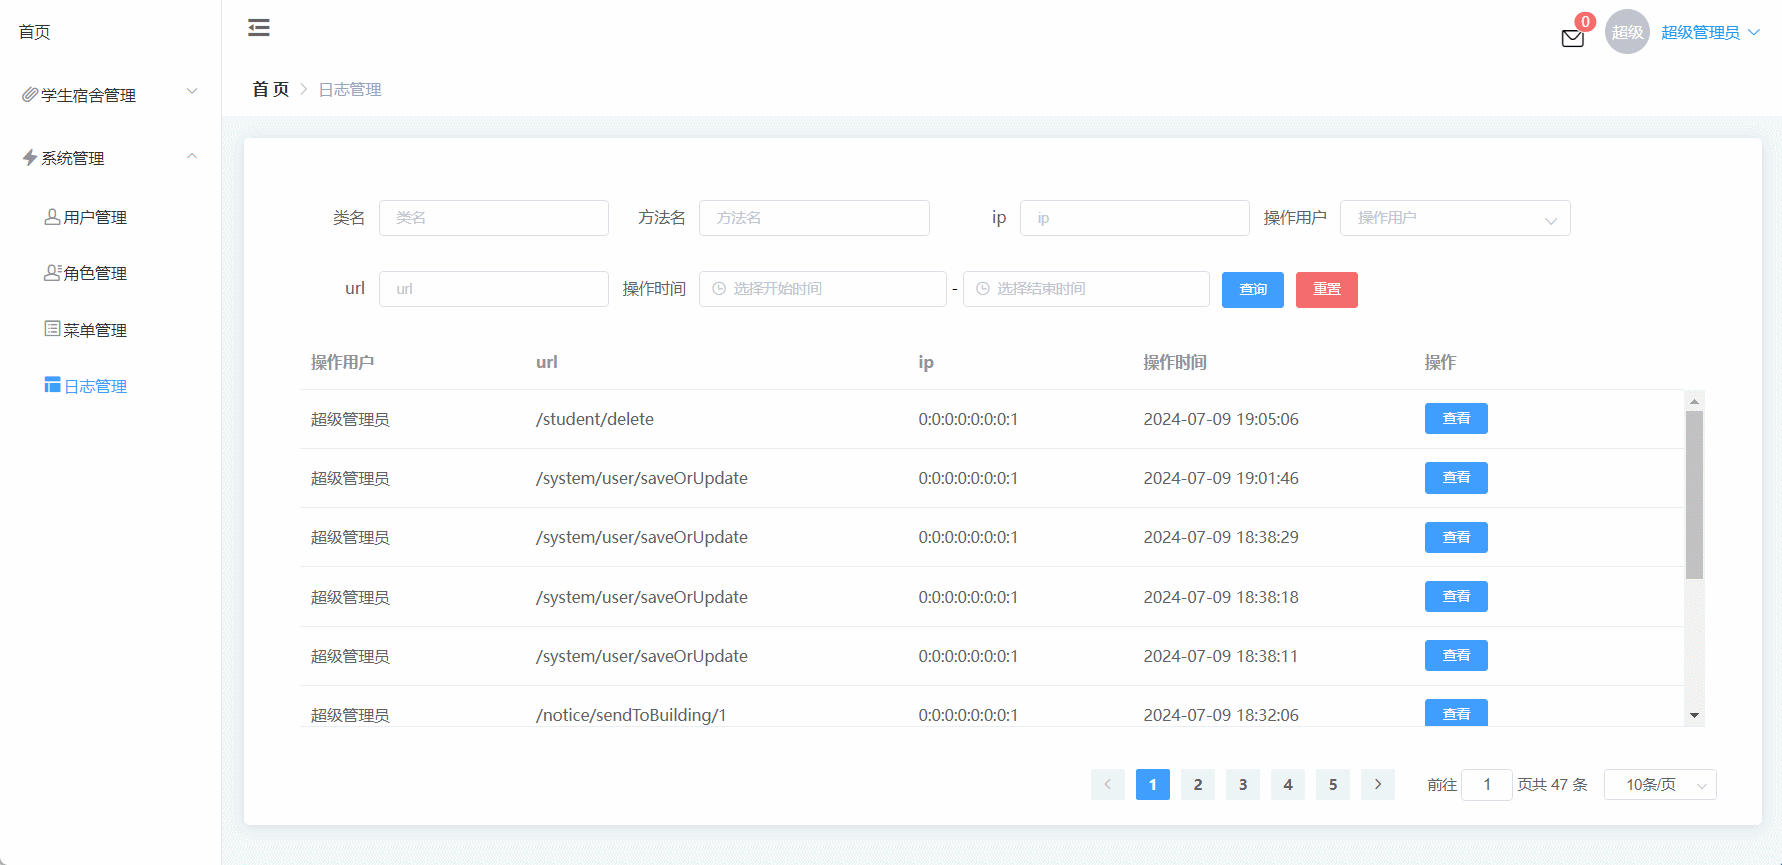 首页
学生宿舍管理
系统管理
用户管理
角色管理
菜单管理
日志管理
0
超级
超级管理员
首 页 日志管理
类名 类名 方法名 方法名 ip ip 操作用户 操作用户
url url 操作时间 选择开始时间 - 选择结束时间 查询 重置
操作用户 url ip 操作时间 操作
超级管理员 /student/delete 0:0:0:0:0:0:0:1 2024-07-09 19:05:06 查看
超级管理员 /system/user/saveOrUpdate 0:0:0:0:0:0:0:1 2024-07-09 19:01:46 查看
超级管理员 /system/user/saveOrUpdate 0:0:0:0:0:0:0:1 2024-07-09 18:38:29 查看
超级管理员 /system/user/saveOrUpdate 0:0:0:0:0:0:0:1 2024-07-09 18:38:18 查看
超级管理员 /system/user/saveOrUpdate 0:0:0:0:0:0:0:1 2024-07-09 18:38:11 查看
超级管理员 /notice/sendToBuilding/1 0:0:0:0:0:0:0:1 2024-07-09 18:32:06 查看
1 2 3 4 5 前往 1 页共 47 条 10条/页